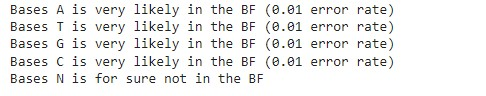 Bases A is very likely in the BF (0.01 error rate)
Bases T is very likely in the BF (0.01 error rate)
Bases G is very likely in the BF (0.01 error rate)
Bases C is very likely in the BF (0.01 error rate)
Bases N is for sure not in the BF